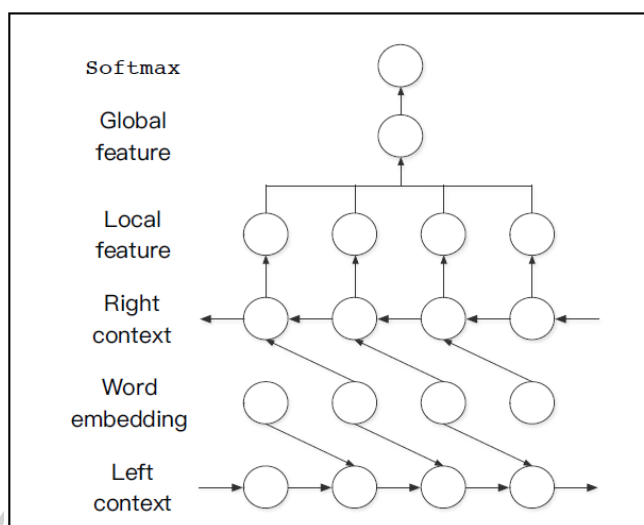 Softmax
Global
feature
Local
feature
Right
context
Word
embedding
Left
context